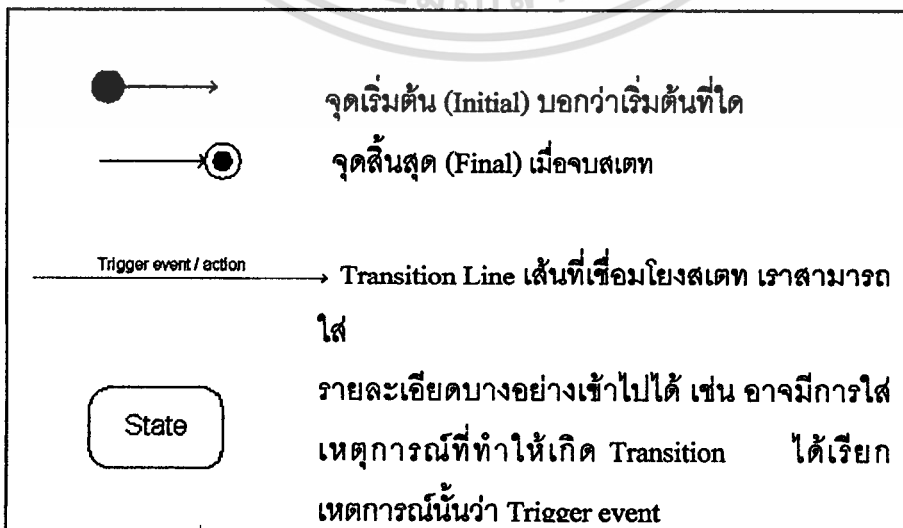 จุดเริ่มต้น (Initial) บอกว่าเริ่มต้นที่ใด
จุดสิ้นสุด (Final) เมื่อจบสเตท
Trigger event / action
Transition Line เส้นที่เชื่อมโยงสเตท เราสามารถ
ใส่
รายละเอียดบางอย่างเข้าไปได้ เช่น อาจมีการใส่
State
เหตุการณ์ที่ทำให้เกิด Transition ได้เรียก
เหตุการณ์นั้นว่า Trigger event